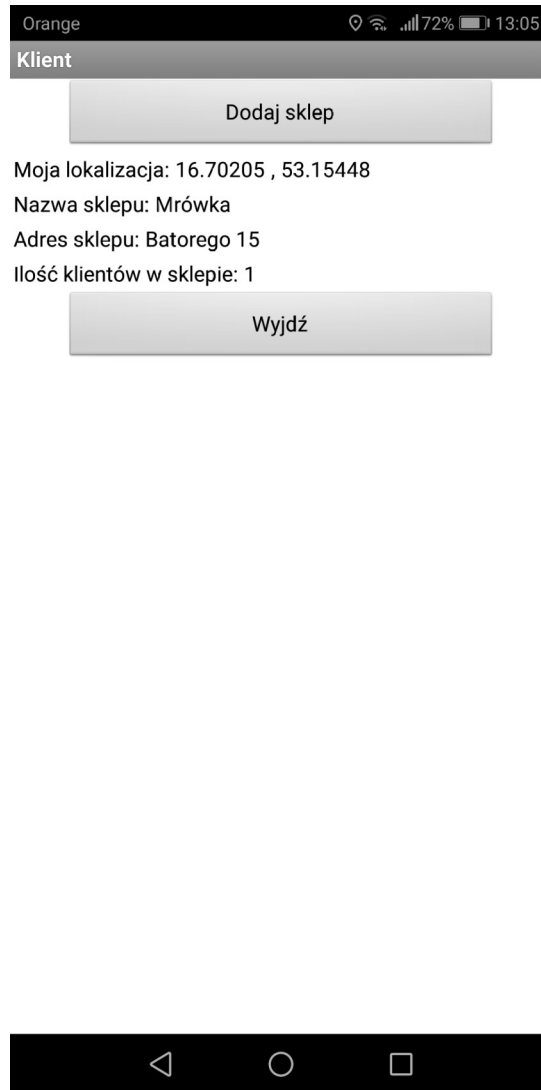 Orange 72% 13:05
Klient
Dodaj sklep
Moja lokalizacja: 16.70205 , 53.15448
Nazwa sklepu: Mrówka
Adres sklepu: Batorego 15
Ilość klientów w sklepie: 1
Wyjdź